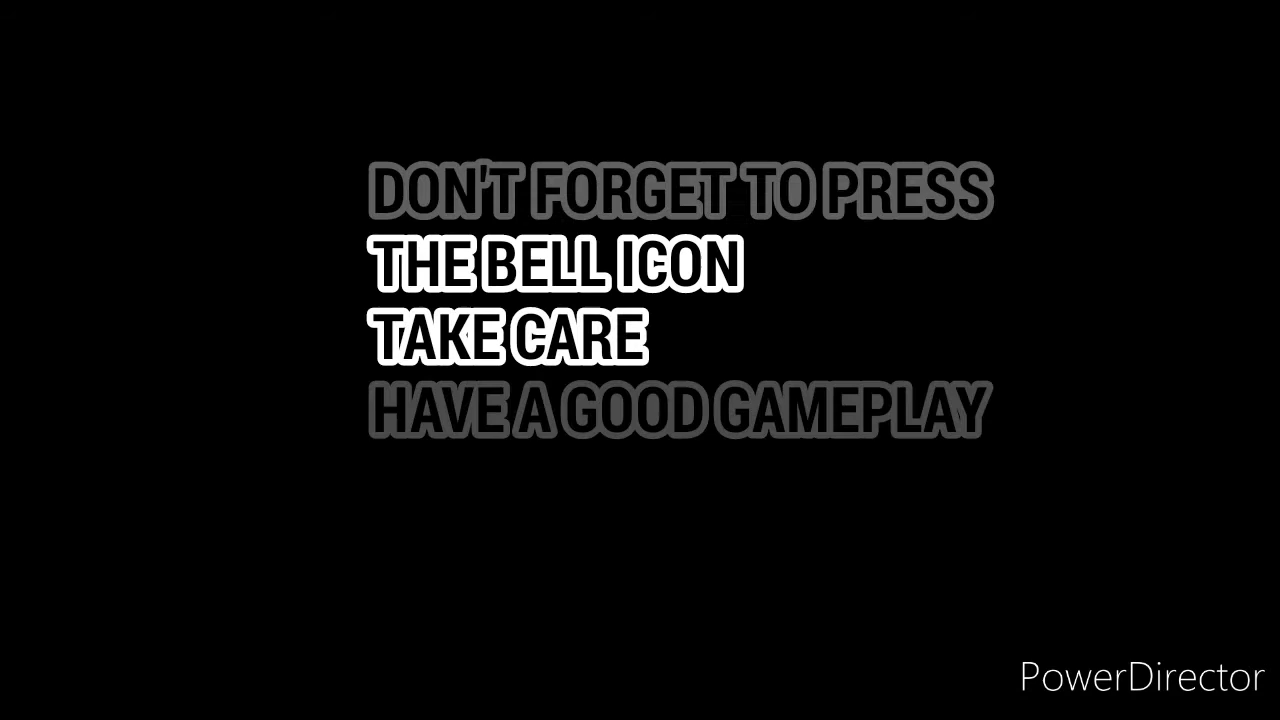 DON'T FORGET TO PRESS
THE BELL ICON
TAKE CARE
HAVE A GOOD GAMEPLAY
PowerDirector